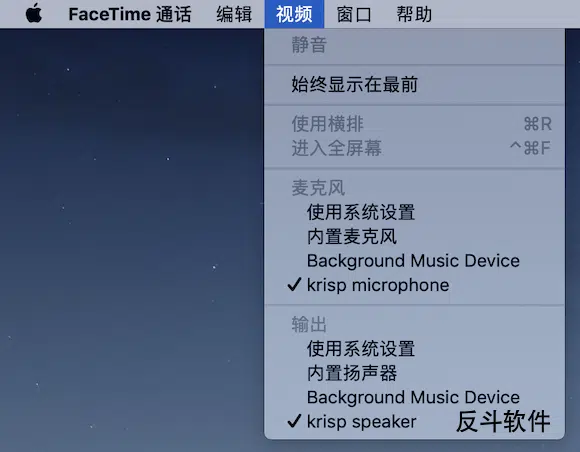 FaceTime 通话 编辑 视频 窗口 帮助
静音
始终显示在最前
使用横排 ⌘R
进入全屏幕 ^⌘F
麦克风
使用系统设置
内置麦克风
Background Music Device
✓ krisp microphone
输出
使用系统设置
内置扬声器
Background Music Device
✓ krisp speaker 反斗软件